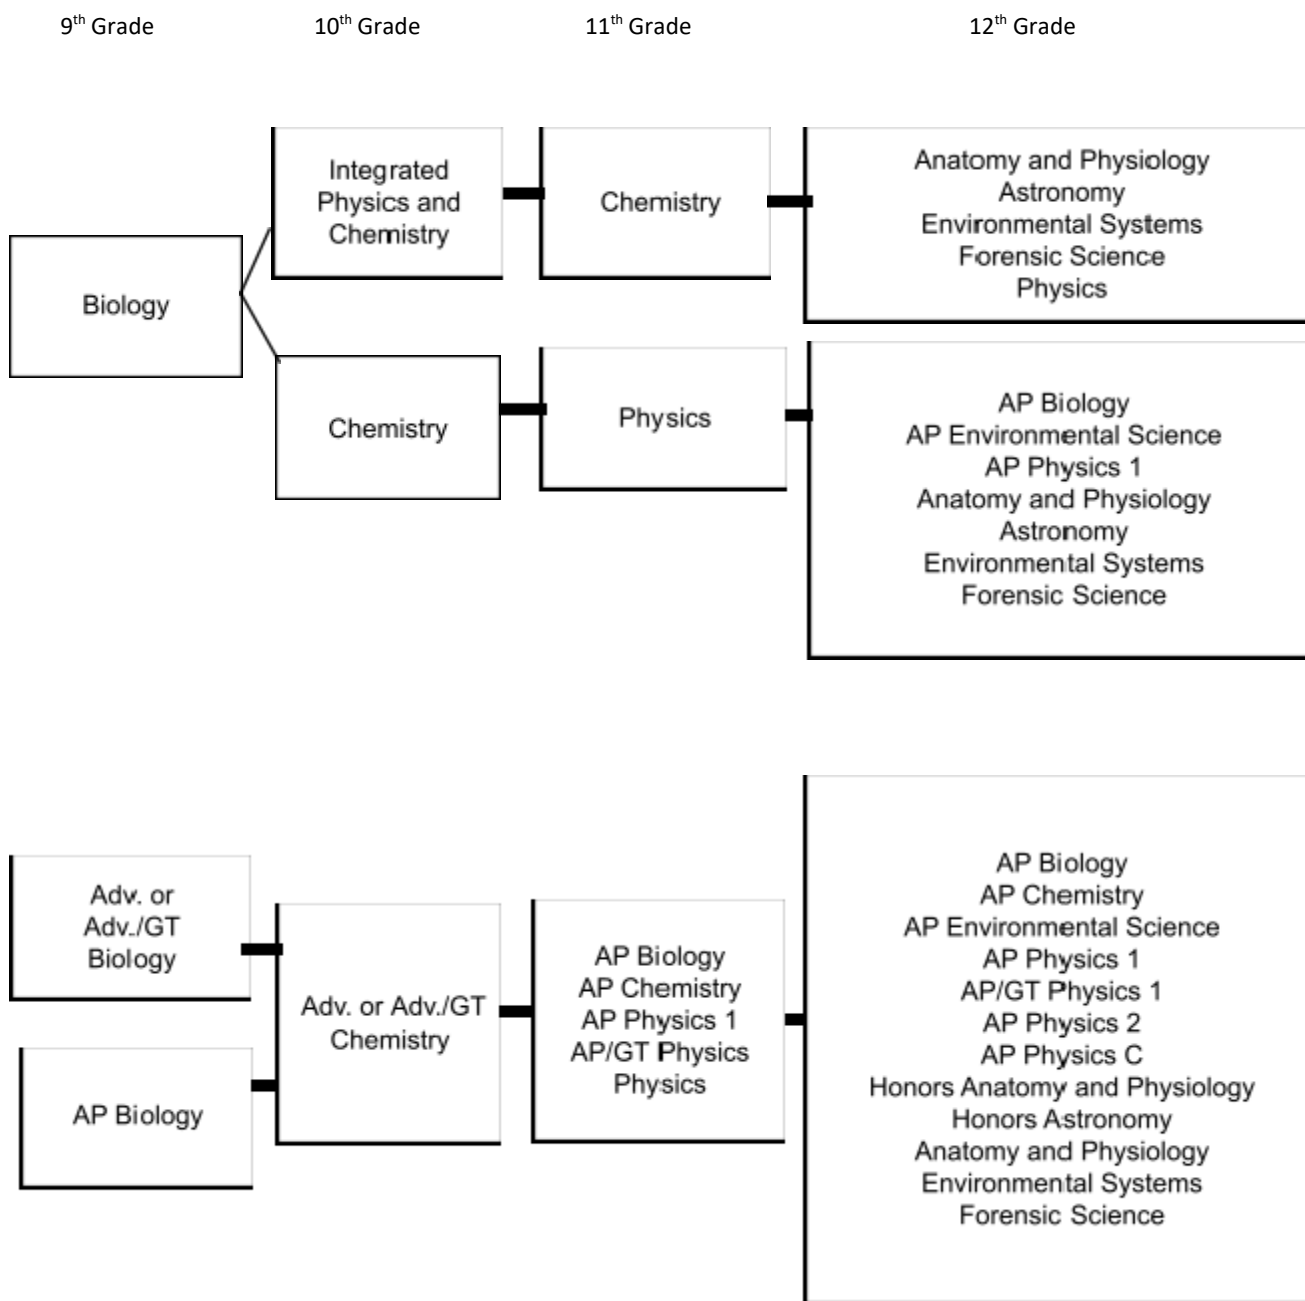 9th Grade
10th Grade
11th Grade
12th Grade
Biology
Integrated
Physics and
Chemistry
Chemistry
Anatomy and Physiology
Astronomy
Environmental Systems
Forensic Science
Physics
Chemistry
Physics
AP Biology
AP Environmental Science
AP Physics 1
Anatomy and Physiology
Astronomy
Environmental Systems
Forensic Science
Adv. or
Adv./GT
Biology
AP Biology
Adv. or Adv./GT
Chemistry
AP Biology
AP Chemistry
AP Physics 1
AP/GT Physics
Physics
AP Biology
AP Chemistry
AP Environmental Science
AP Physics 1
AP/GT Physics 1
AP Physics 2
AP Physics C
Honors Anatomy and Physiology
Honors Astronomy
Anatomy and Physiology
Environmental Systems
Forensic Science